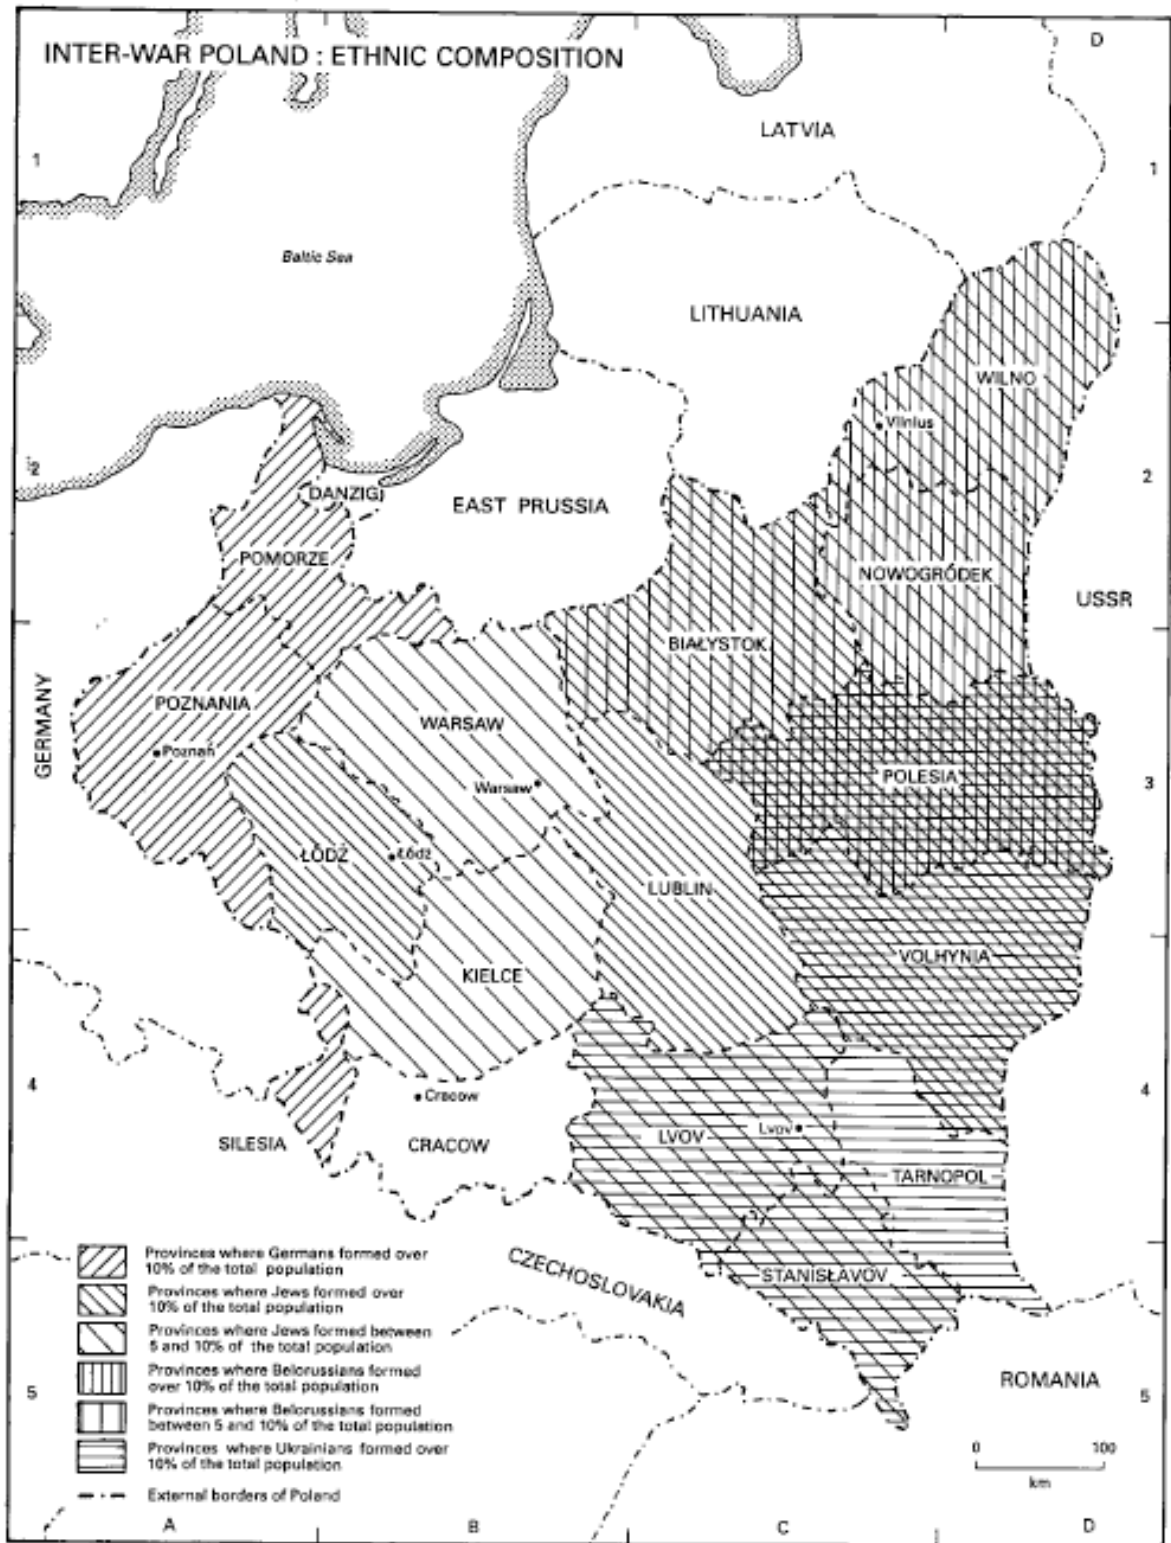 INTER-WAR POLAND : ETHNIC COMPOSITION
D
LATVIA
1
1
Baltic Sea
LITHUANIA
WILNO
Vilnius
2
2
DANZIG
EAST PRUSSIA
POMORZE
NOWOGRÓDEK
USSR
BIAŁYSTOK
GERMANY
POZNANIA
WARSAW
Poznań
Warsaw
POLESIA
3
ŁÓDŹ
Łódź
LUBLIN
VOLHYNIA
KIELCE
4
4
Cracow
SILESIA
CRACOW
LVOV
Lvov
TARNOPOL
CZECHOSLOVAKIA
STANISŁAVOV
ROMANIA
5
5
Provinces where Germans formed over
10% of the total population
Provinces where Jews formed over
10% of the total population
Provinces where Jews formed between
5 and 10% of the total population
Provinces where Belorussians formed
over 10% of the total population
Provinces where Belorussians formed
between 5 and 10% of the total population
Provinces where Ukrainians formed over
10% of the total population
External borders of Poland
0 100
km
A B C D